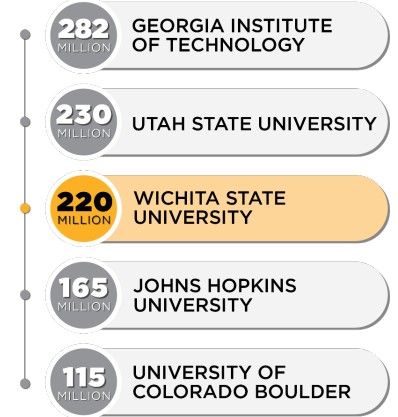 282
MILLION
GEORGIA INSTITUTE
OF TECHNOLOGY
230
MILLION
UTAH STATE UNIVERSITY
220
MILLION
WICHITA STATE
UNIVERSITY
165
MILLION
JOHNS HOPKINS
UNIVERSITY
115
MILLION
UNIVERSITY OF
COLORADO BOULDER